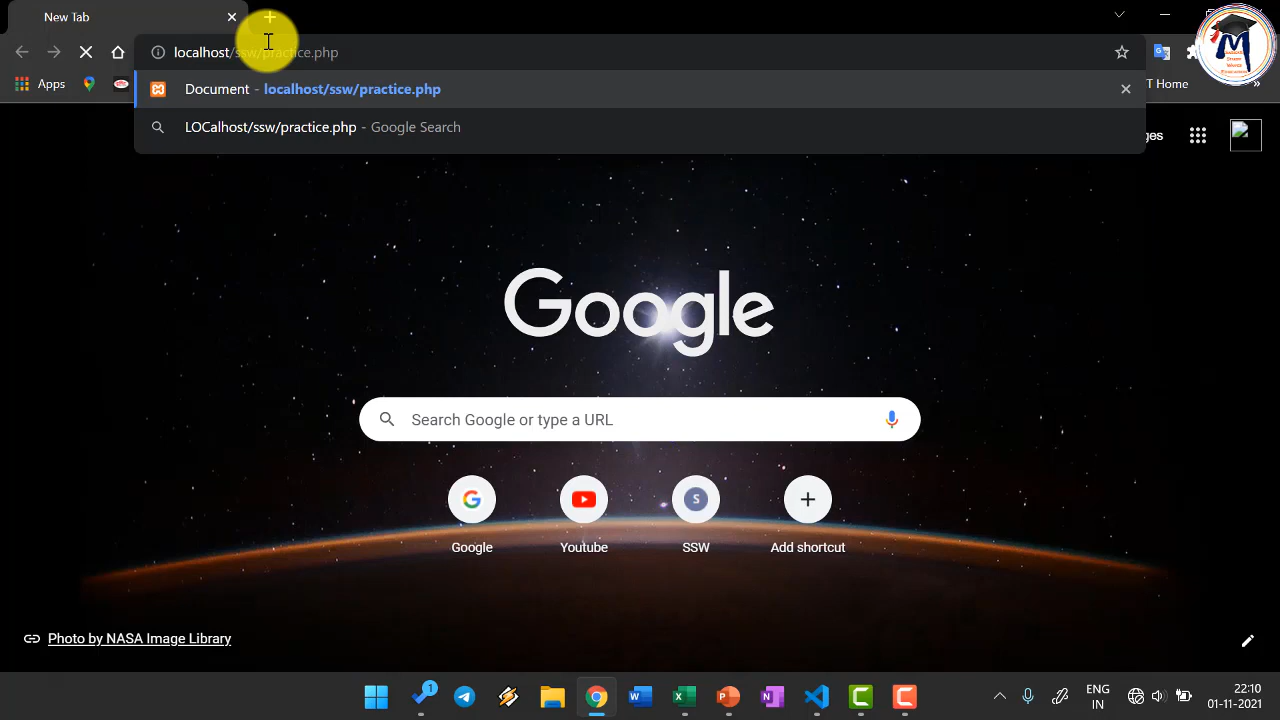 New Tab
localhost/ssw/practice.php
Apps
Document - localhost/ssw/practice.php
T Home
»
LOCalhost/ssw/practice.php - Google Search
ges
Google
Search Google or type a URL
S
Google
Youtube
SSW
Add shortcut
Photo by NASA Image Library
1
ENG
IN
22:10
01-11-2021